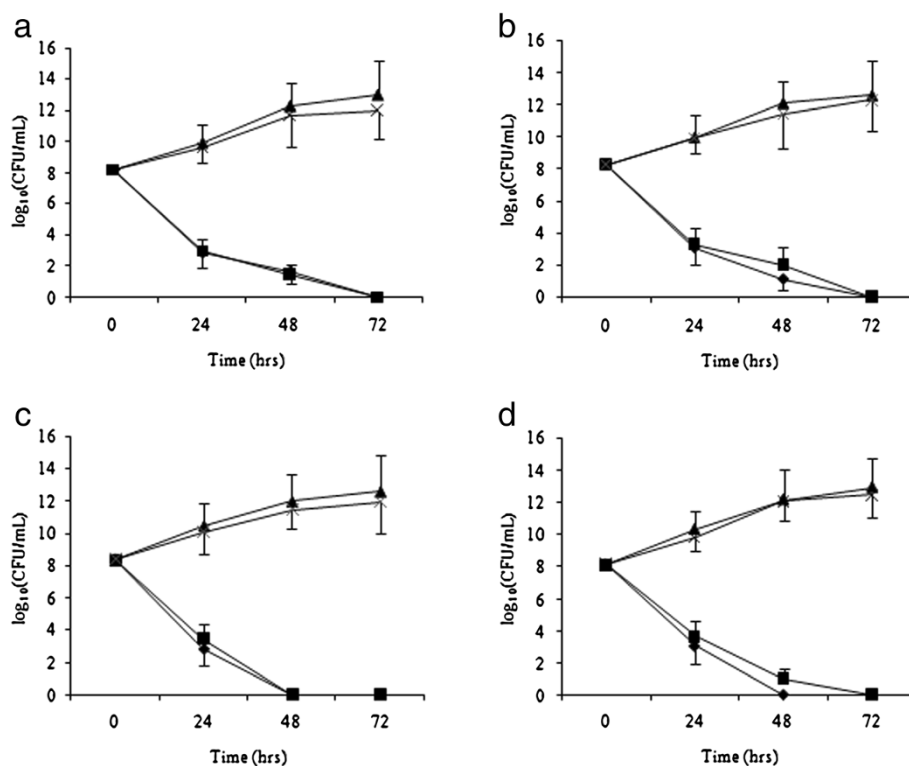 a
16
14
12
10
8
6
4
2
0
log₁₀(CFU/mL)
0 24 48 72
Time (hrs)
b
16
14
12
10
8
6
4
2
0
log₁₀(CFU/mL)
0 24 48 72
Time (hrs)
c
16
14
12
10
8
6
4
2
0
log₁₀(CFU/mL)
0 24 48 72
Time (hrs)
d
16
14
12
10
8
6
4
2
0
log₁₀(CFU/mL)
0 24 48 72
Time (hrs)